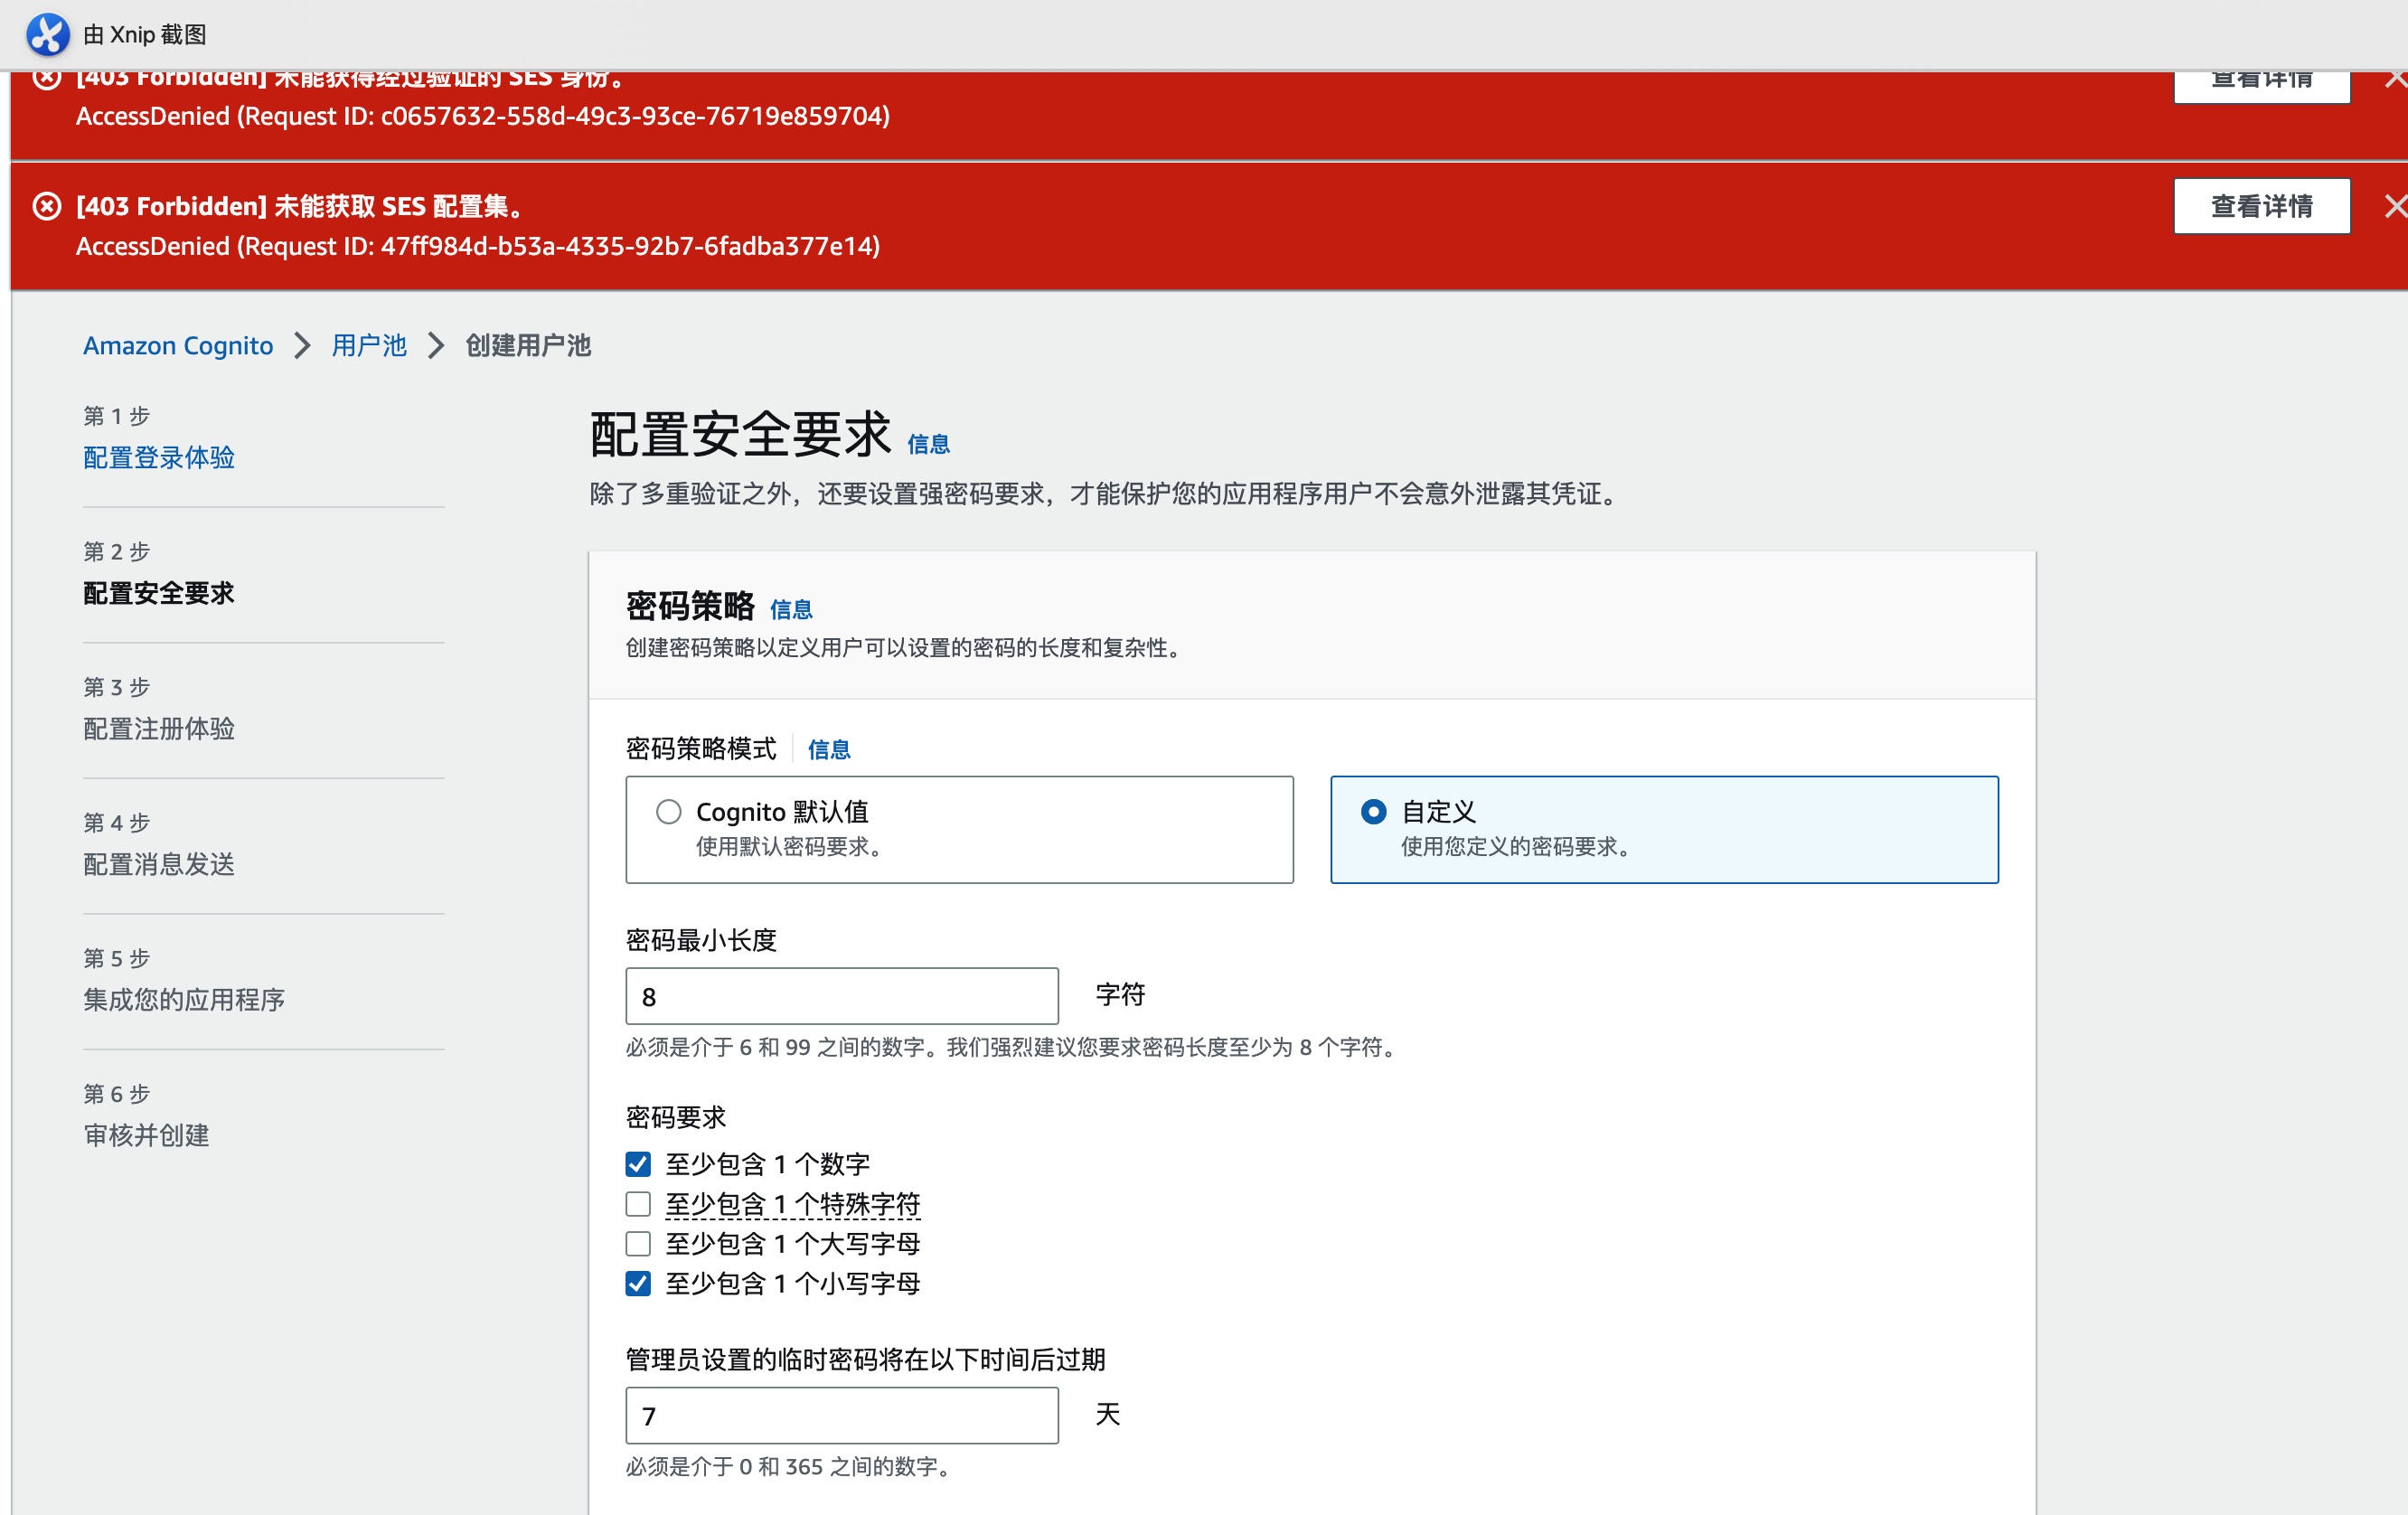 由 Xnip 截图
[403 Forbidden] 未能获得经过验证的 SES 身份。
查看详情
AccessDenied (Request ID: c0657632-558d-49c3-93ce-76719e859704)
[403 Forbidden] 未能获取 SES 配置集。
查看详情
AccessDenied (Request ID: 47ff984d-b53a-4335-92b7-6fadba377e14)
Amazon Cognito
用户池
创建用户池
第 1 步
配置登录体验
第 2 步
配置安全要求
第 3 步
配置注册体验
第 4 步
配置消息发送
第 5 步
集成您的应用程序
第 6 步
审核并创建
配置安全要求 信息
除了多重验证之外，还要设置强密码要求，才能保护您的应用程序用户不会意外泄露其凭证。
密码策略 信息
创建密码策略以定义用户可以设置的密码的长度和复杂性。
密码策略模式 信息
Cognito 默认值
使用默认密码要求。
自定义
使用您定义的密码要求。
密码最小长度
8 字符
必须是介于 6 和 99 之间的数字。我们强烈建议您要求密码长度至少为 8 个字符。
密码要求
至少包含 1 个数字
至少包含 1 个特殊字符
至少包含 1 个大写字母
至少包含 1 个小写字母
管理员设置的临时密码将在以下时间后过期
7 天
必须是介于 0 和 365 之间的数字。